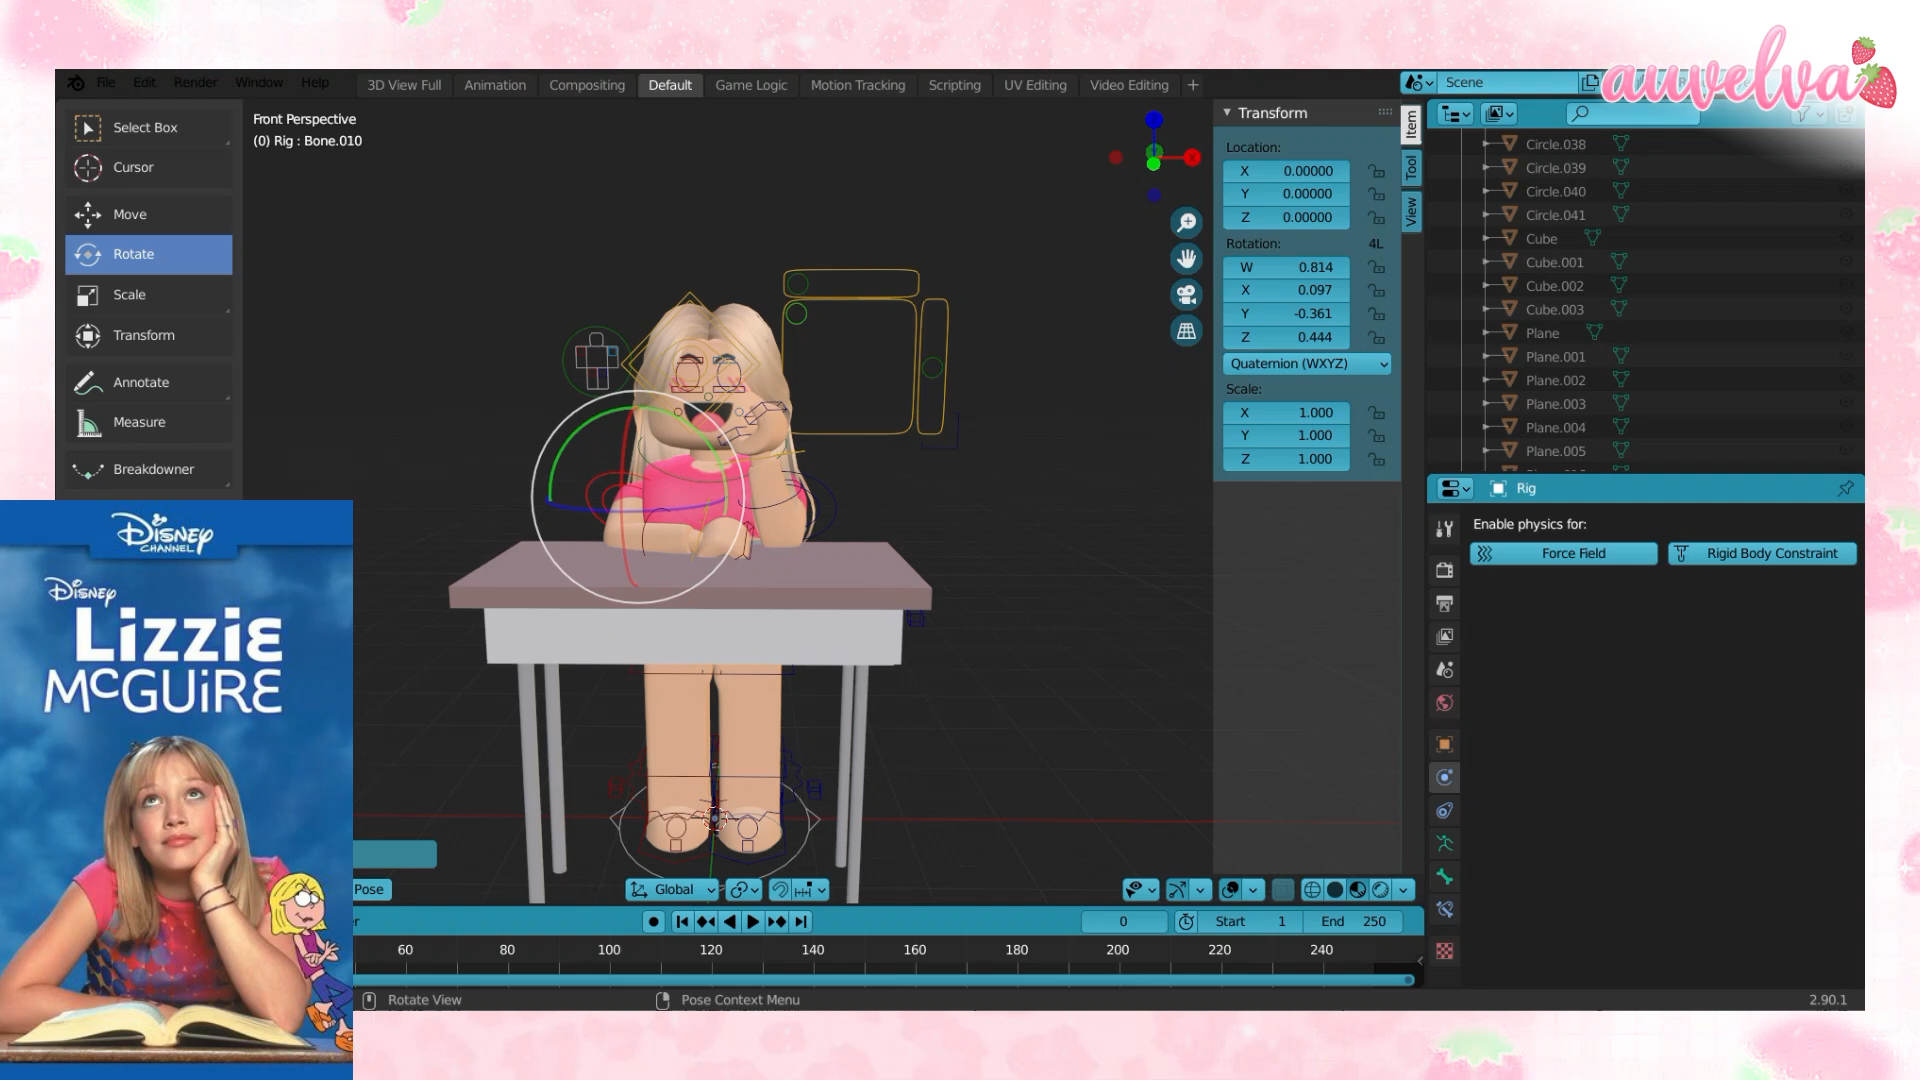 auvelva
File Edit Render Window Help
3D View Full Animation Compositing Default Game Logic Motion Tracking Scripting UV Editing Video Editing +
Scene
Select Box
Cursor
Move
Rotate
Scale
Transform
Annotate
Measure
Breakdowner
Front Perspective
(0) Rig : Bone.010
X
Transform
Location:
X 0.00000
Y 0.00000
Z 0.00000
Rotation: 4L
W 0.814
X 0.097
Y -0.361
Z 0.444
Quaternion (WXYZ)
Scale:
X 1.000
Y 1.000
Z 1.000
Item
Tool
View
Circle.038
Circle.039
Circle.040
Circle.041
Cube
Cube.001
Cube.002
Cube.003
Plane
Plane.001
Plane.002
Plane.003
Plane.004
Plane.005
Rig
Enable physics for:
Force Field Rigid Body Constraint
Disney
CHANNEL
Disney
Lizzie
McGUiRE
Pose
Global
0 Start 1 End 250
60 80 100 120 140 160 180 200 220 240
Rotate View Pose Context Menu 2.90.1